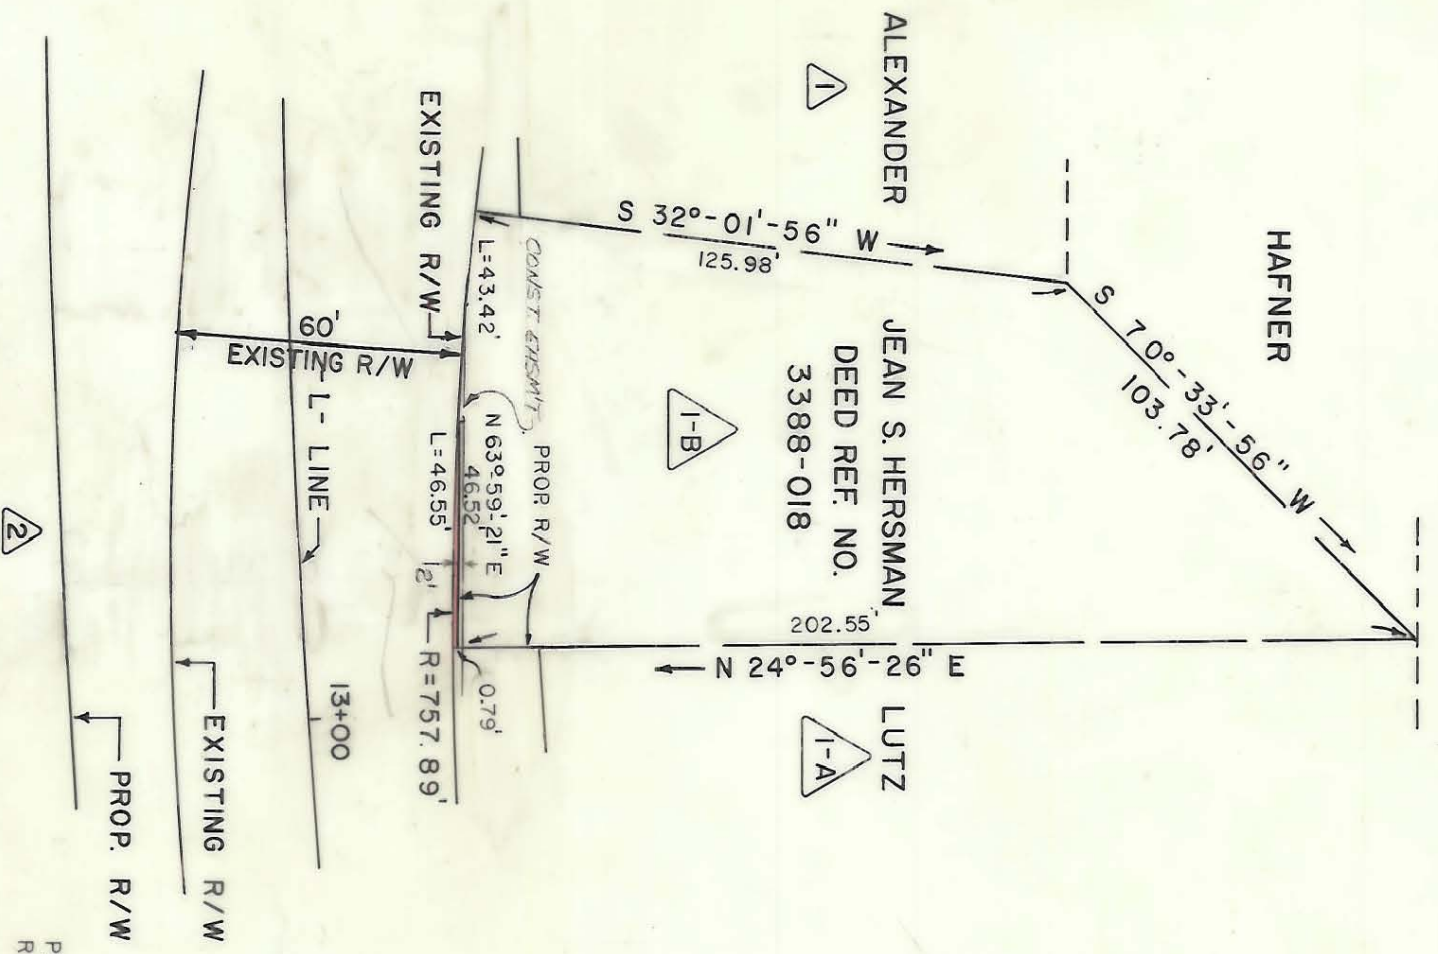 HAFNER
ALEXANDER
1
S 32°-01'-56" W
125.98'
S 70°-33'-56" W
103.78'
JEAN S. HERSMAN
DEED REF. NO.
3388-018
1-B
202.55'
N 24°-56'-26" E
LUTZ
1-A
CONST. EASM'T.
PROP. R/W
N 63°-59'-21" E
46.52'
L=43.42'
L=46.55'
0.79'
R=757.89'
EXISTING R/W
60'
EXISTING R/W
L- LINE
13+00
EXISTING R/W
PROP. R/W
2
P
R